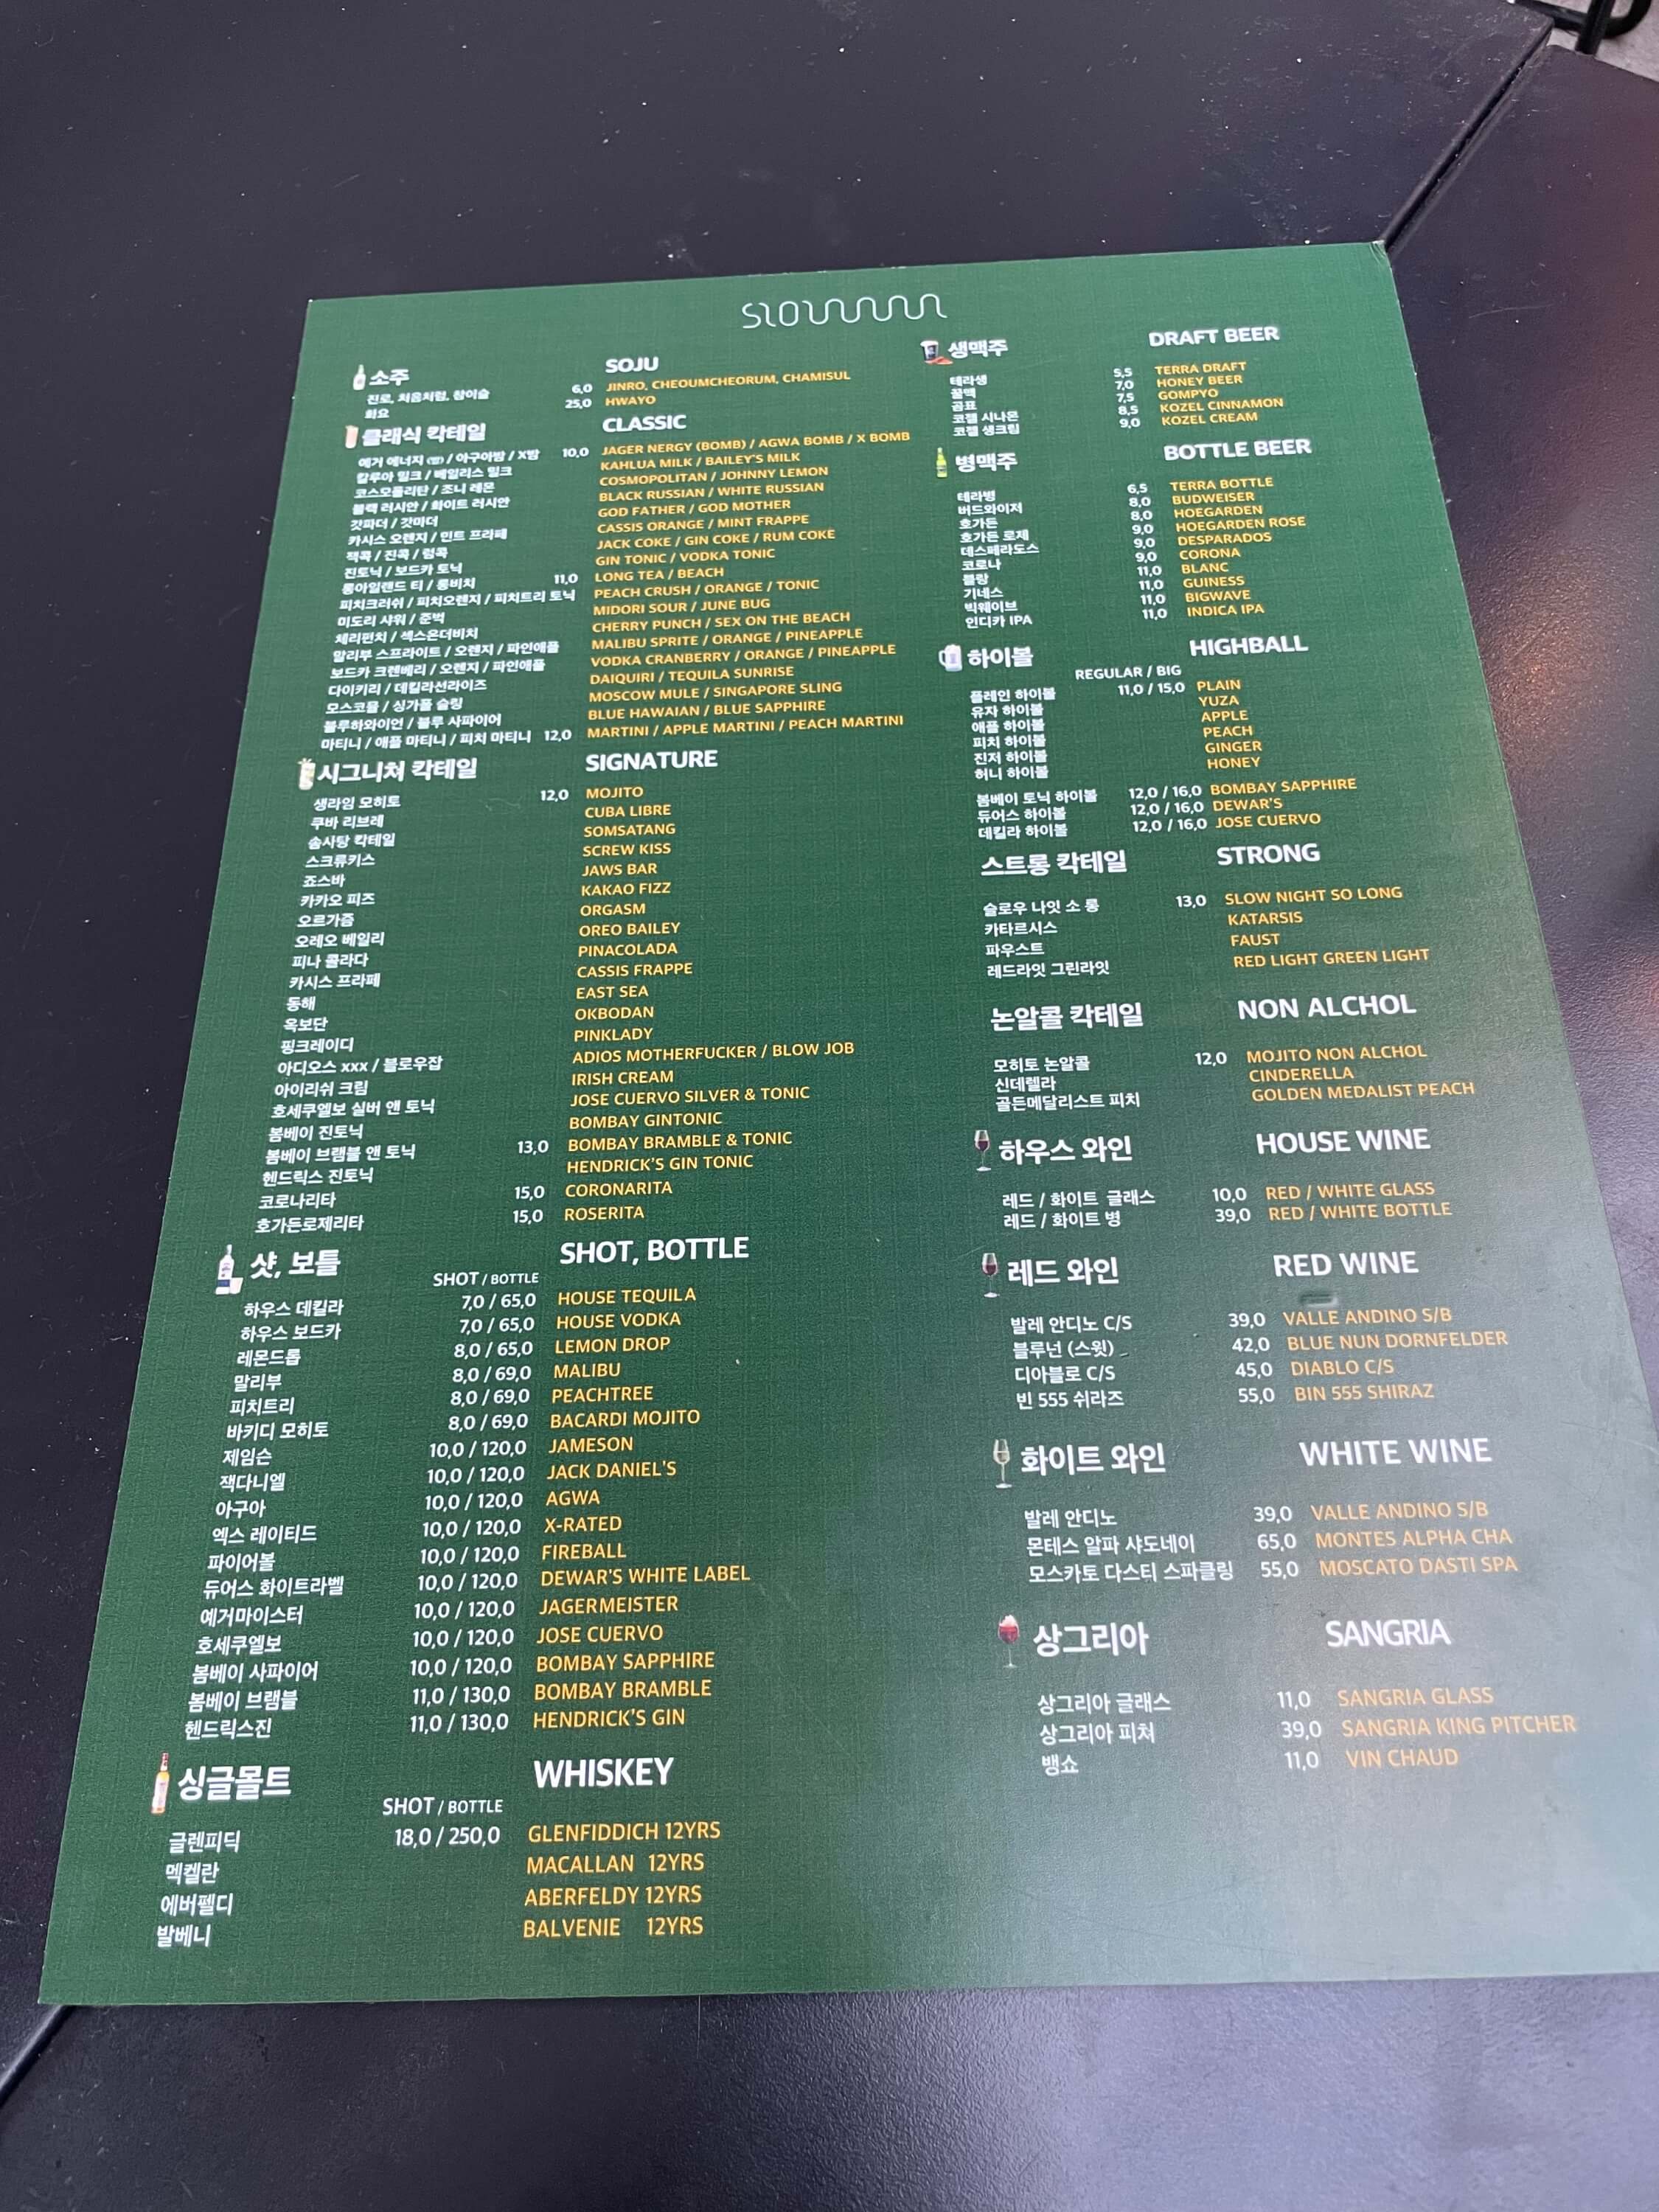 slow
소주 SOJU
진로, 처음처럼, 참이슬 6,0 JINRO, CHEOUMCHEORUM, CHAMISUL
화요 25,0 HWAYO
클래식 칵테일 CLASSIC
예거 에너지 (밤) / 아구아밤 / X밤 10,0 JAGER NERGY (BOMB) / AGWA BOMB / X BOMB
칼루아 밀크 / 베일리스 밀크 KAHLUA MILK / BAILEY'S MILK
코스모폴리탄 / 조니 레몬 COSMOPOLITAN / JOHNNY LEMON
블랙 러시안 / 화이트 러시안 BLACK RUSSIAN / WHITE RUSSIAN
갓파더 / 갓마더 GOD FATHER / GOD MOTHER
카시스 오렌지 / 민트 프라페 CASSIS ORANGE / MINT FRAPPE
잭콕 / 진콕 / 럼콕 JACK COKE / GIN COKE / RUM COKE
진토닉 / 보드카 토닉 GIN TONIC / VODKA TONIC
롱아일랜드 티 / 롱비치 11,0 LONG TEA / BEACH
피치크러쉬 / 피치오렌지 / 피치트리 토닉 PEACH CRUSH / ORANGE / TONIC
미도리 샤워 / 준벅 MIDORI SOUR / JUNE BUG
체리펀치 / 섹스온더비치 CHERRY PUNCH / SEX ON THE BEACH
말리부 스프라이트 / 오렌지 / 파인애플 MALIBU SPRITE / ORANGE / PINEAPPLE
보드카 크렌베리 / 오렌지 / 파인애플 VODKA CRANBERRY / ORANGE / PINEAPPLE
다이키리 / 데킬라선라이즈 DAIQUIRI / TEQUILA SUNRISE
모스코뮬 / 싱가폴 슬링 MOSCOW MULE / SINGAPORE SLING
블루하와이언 / 블루 사파이어 BLUE HAWAIAN / BLUE SAPPHIRE
마티니 / 애플 마티니 / 피치 마티니 12,0 MARTINI / APPLE MARTINI / PEACH MARTINI
시그니쳐 칵테일 SIGNATURE
생라임 모히토 12,0 MOJITO
쿠바 리브레 CUBA LIBRE
솜사탕 칵테일 SOMSATANG
스크류키스 SCREW KISS
죠스바 JAWS BAR
카카오 피즈 KAKAO FIZZ
오르가즘 ORGASM
오레오 베일리 OREO BAILEY
피나 콜라다 PINACOLADA
카시스 프라페 CASSIS FRAPPE
동해 EAST SEA
옥보단 OKBODAN
핑크레이디 PINKLADY
아디오스 xxx / 블로우잡 ADIOS MOTHERFUCKER / BLOW JOB
아이리쉬 크림 IRISH CREAM
호세쿠엘보 실버 앤 토닉 JOSE CUERVO SILVER & TONIC
봄베이 진토닉 BOMBAY GINTONIC
봄베이 브램블 앤 토닉 13,0 BOMBAY BRAMBLE & TONIC
헨드릭스 진토닉 HENDRICK'S GIN TONIC
코로나리타 15,0 CORONARITA
호가든로제리타 15,0 ROSERITA
샷, 보틀 SHOT, BOTTLE
SHOT / BOTTLE
하우스 데킬라 7,0 / 65,0 HOUSE TEQUILA
하우스 보드카 7,0 / 65,0 HOUSE VODKA
레몬드롭 8,0 / 65,0 LEMON DROP
말리부 8,0 / 69,0 MALIBU
피치트리 8,0 / 69,0 PEACHTREE
바키디 모히토 8,0 / 69,0 BACARDI MOJITO
제임슨 10,0 / 120,0 JAMESON
잭다니엘 10,0 / 120,0 JACK DANIEL'S
아구아 10,0 / 120,0 AGWA
엑스 레이티드 10,0 / 120,0 X-RATED
파이어볼 10,0 / 120,0 FIREBALL
듀어스 화이트라벨 10,0 / 120,0 DEWAR'S WHITE LABEL
예거마이스터 10,0 / 120,0 JAGERMEISTER
호세쿠엘보 10,0 / 120,0 JOSE CUERVO
봄베이 사파이어 10,0 / 120,0 BOMBAY SAPPHIRE
봄베이 브램블 11,0 / 130,0 BOMBAY BRAMBLE
헨드릭스진 11,0 / 130,0 HENDRICK'S GIN
싱글몰트 WHISKEY
SHOT / BOTTLE
글렌피딕 18,0 / 250,0 GLENFIDDICH 12YRS
멕켈란 MACALLAN 12YRS
에버펠디 ABERFELDY 12YRS
발베니 BALVENIE 12YRS
생맥주 DRAFT BEER
테라생 5,5 TERRA DRAFT
꿀맥 7,0 HONEY BEER
곰표 7,5 GOMPYO
코젤 시나몬 8,5 KOZEL CINNAMON
코젤 생크림 9,0 KOZEL CREAM
병맥주 BOTTLE BEER
테라병 6,5 TERRA BOTTLE
버드와이저 8,0 BUDWEISER
호가든 8,0 HOEGARDEN
호가든 로제 9,0 HOEGARDEN ROSE
데스페라도스 9,0 DESPARADOS
코로나 9,0 CORONA
블랑 11,0 BLANC
기네스 11,0 GUINESS
빅웨이브 11,0 BIGWAVE
인디카 IPA 11,0 INDICA IPA
하이볼 HIGHBALL
REGULAR / BIG
플레인 하이볼 11,0 / 15,0 PLAIN
유자 하이볼 YUZA
애플 하이볼 APPLE
피치 하이볼 PEACH
진저 하이볼 GINGER
허니 하이볼 HONEY
봄베이 토닉 하이볼 12,0 / 16,0 BOMBAY SAPPHIRE
듀어스 하이볼 12,0 / 16,0 DEWAR'S
데킬라 하이볼 12,0 / 16,0 JOSE CUERVO
스트롱 칵테일 STRONG
슬로우 나잇 소 롱 13,0 SLOW NIGHT SO LONG
카타르시스 KATARSIS
파우스트 FAUST
레드라잇 그린라잇 RED LIGHT GREEN LIGHT
논알콜 칵테일 NON ALCHOL
모히토 논알콜 12,0 MOJITO NON ALCHOL
신데렐라 CINDERELLA
골든메달리스트 피치 GOLDEN MEDALIST PEACH
하우스 와인 HOUSE WINE
레드 / 화이트 글래스 10,0 RED / WHITE GLASS
레드 / 화이트 병 39,0 RED / WHITE BOTTLE
레드 와인 RED WINE
발레 안디노 C/S 39,0 VALLE ANDINO S/B
블루넌 (스윗) 42,0 BLUE NUN DORNFELDER
디아블로 C/S 45,0 DIABLO C/S
빈 555 쉬라즈 55,0 BIN 555 SHIRAZ
화이트 와인 WHITE WINE
발레 안디노 39,0 VALLE ANDINO S/B
몬테스 알파 샤도네이 65,0 MONTES ALPHA CHA
모스카토 다스티 스파클링 55,0 MOSCATO DASTI SPA
상그리아 SANGRIA
상그리아 글래스 11,0 SANGRIA GLASS
상그리아 피쳐 39,0 SANGRIA KING PITCHER
뱅쇼 11,0 VIN CHAUD